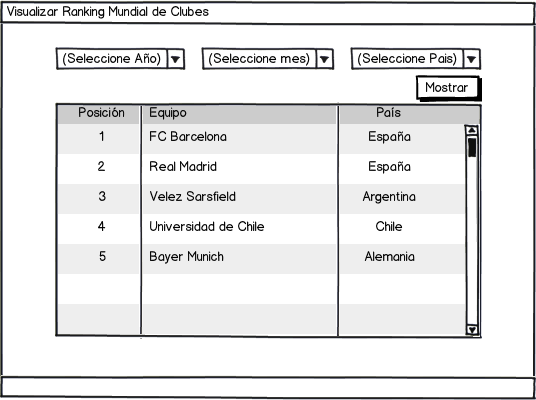 Visualizar Ranking Mundial de Clubes
(Seleccione Año) (Seleccione mes) (Seleccione Pais)
Mostrar
Posición Equipo País
1 FC Barcelona España
2 Real Madrid España
3 Velez Sarsfield Argentina
4 Universidad de Chile Chile
5 Bayer Munich Alemania